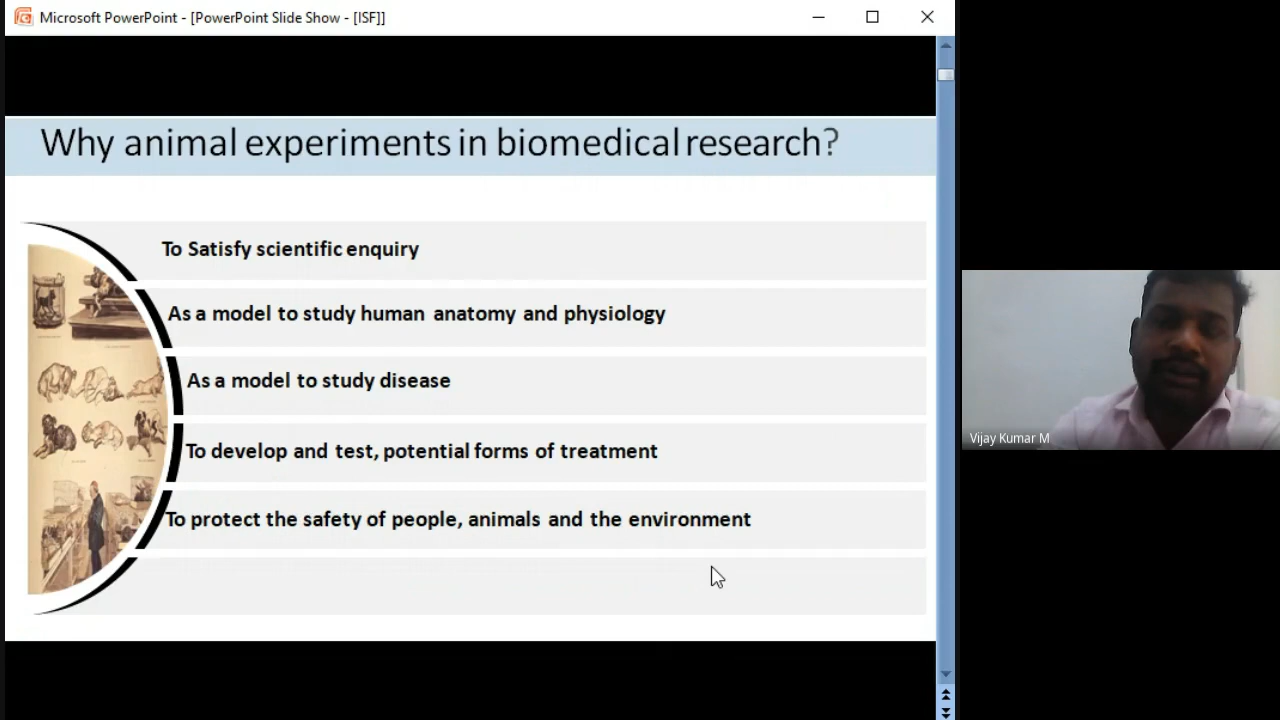 Microsoft PowerPoint - [PowerPoint Slide Show - [ISF]]
Why animal experiments in biomedical research?
To Satisfy scientific enquiry
As a model to study human anatomy and physiology
As a model to study disease
To develop and test, potential forms of treatment
To protect the safety of people, animals and the environment
Vijay Kumar M